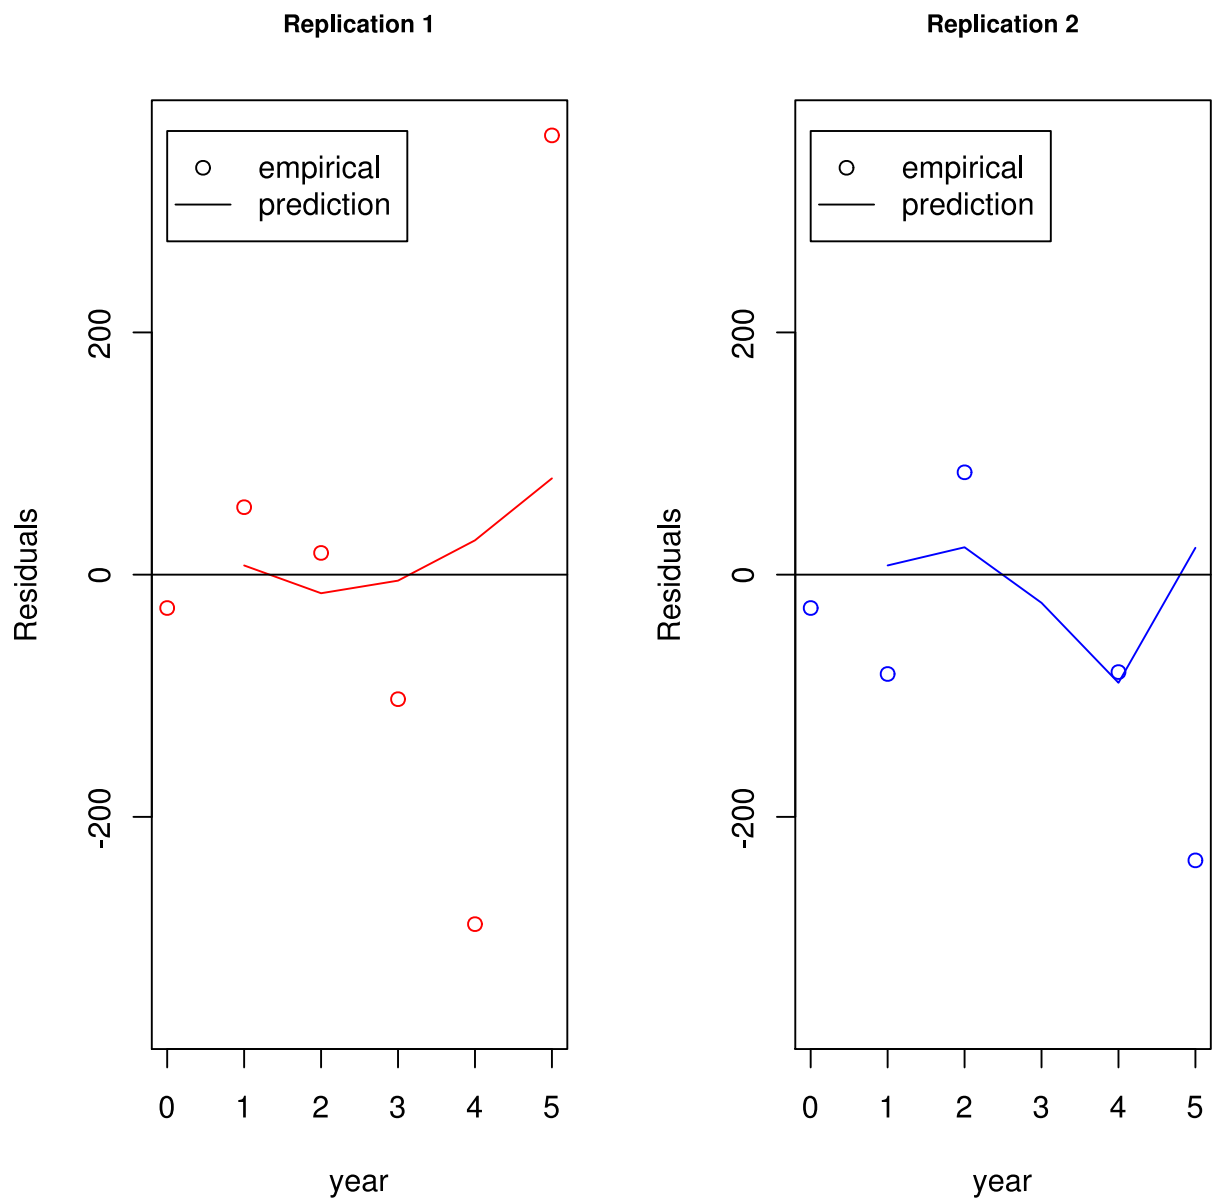 Replication 1
empirical
prediction
Residuals
200
0
-200
0 1 2 3 4 5
year
Replication 2
empirical
prediction
Residuals
200
0
-200
0 1 2 3 4 5
year